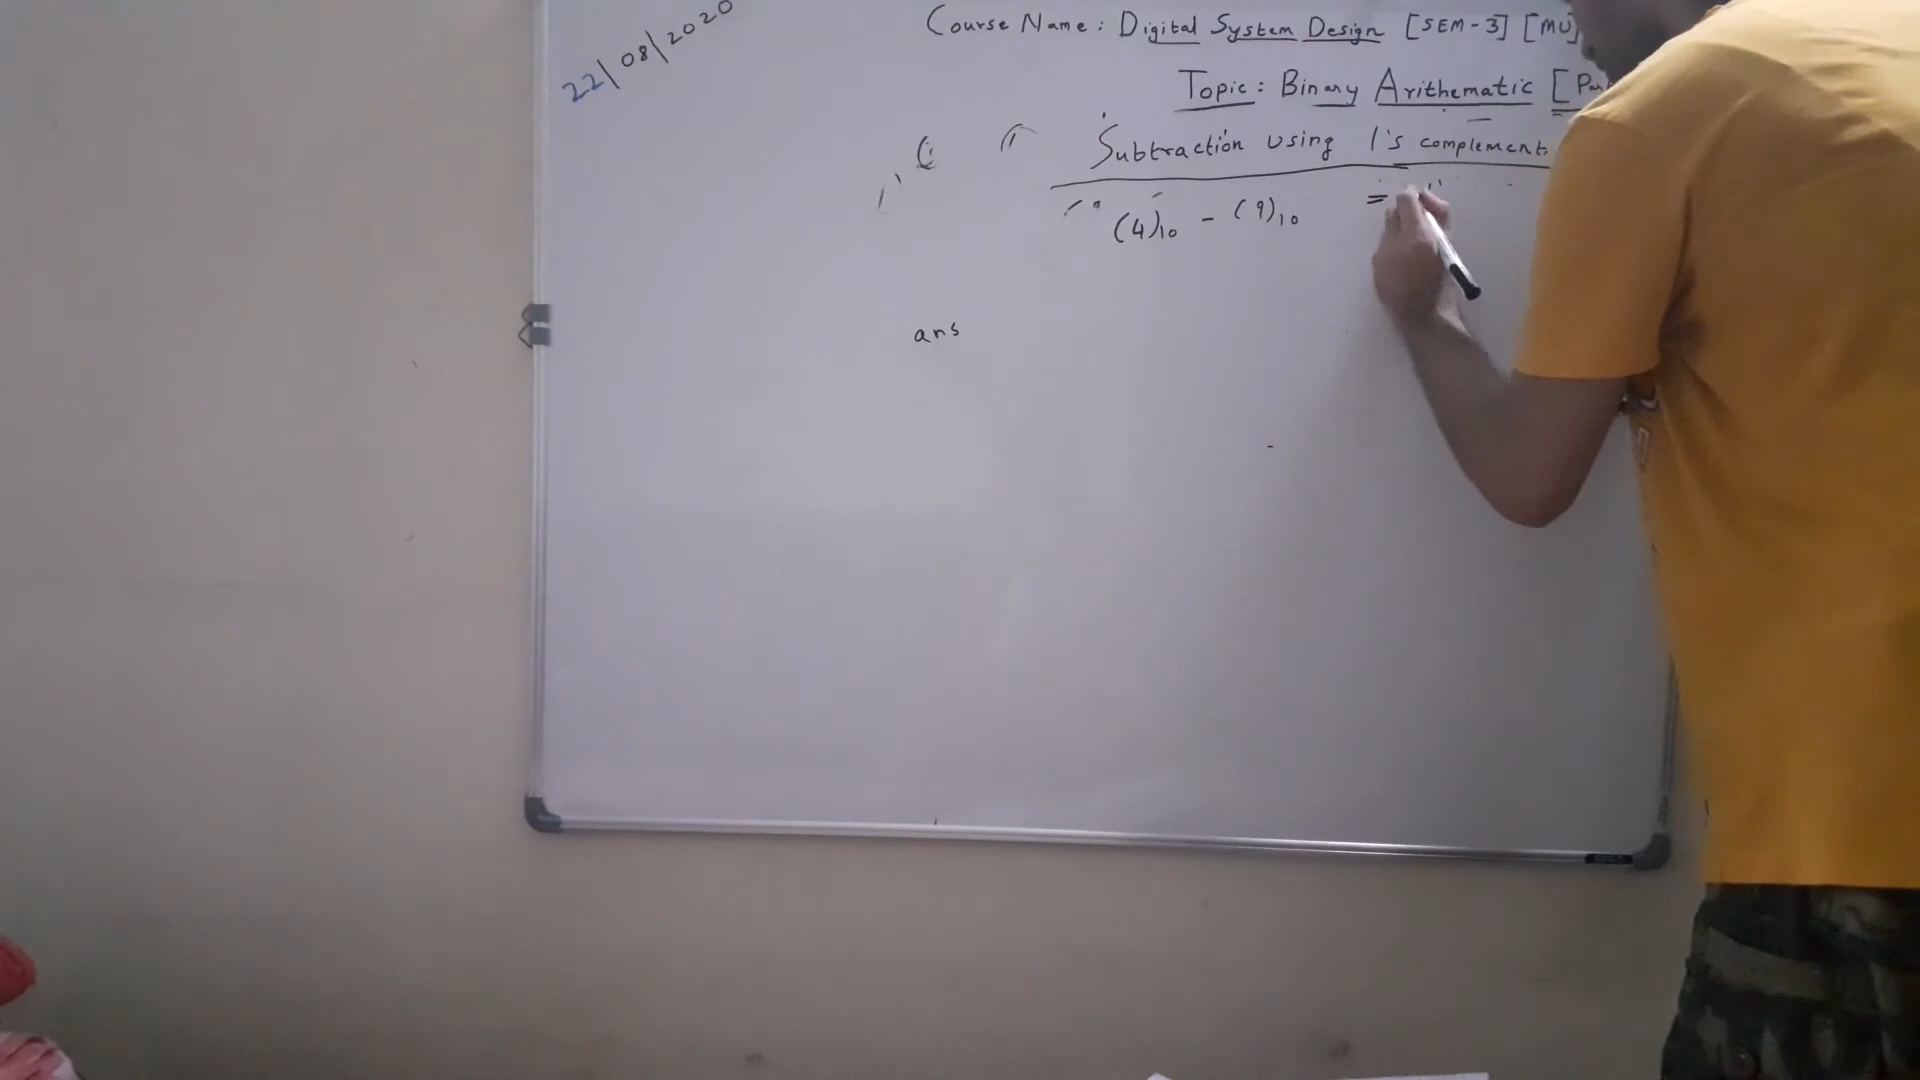 22/08/2020
Course Name: Digital System Design [SEM-3] [MU]
Topic: Binary Arithematic [Par
Subtraction using 1's complement
(4)10 - (9)10 =
ans